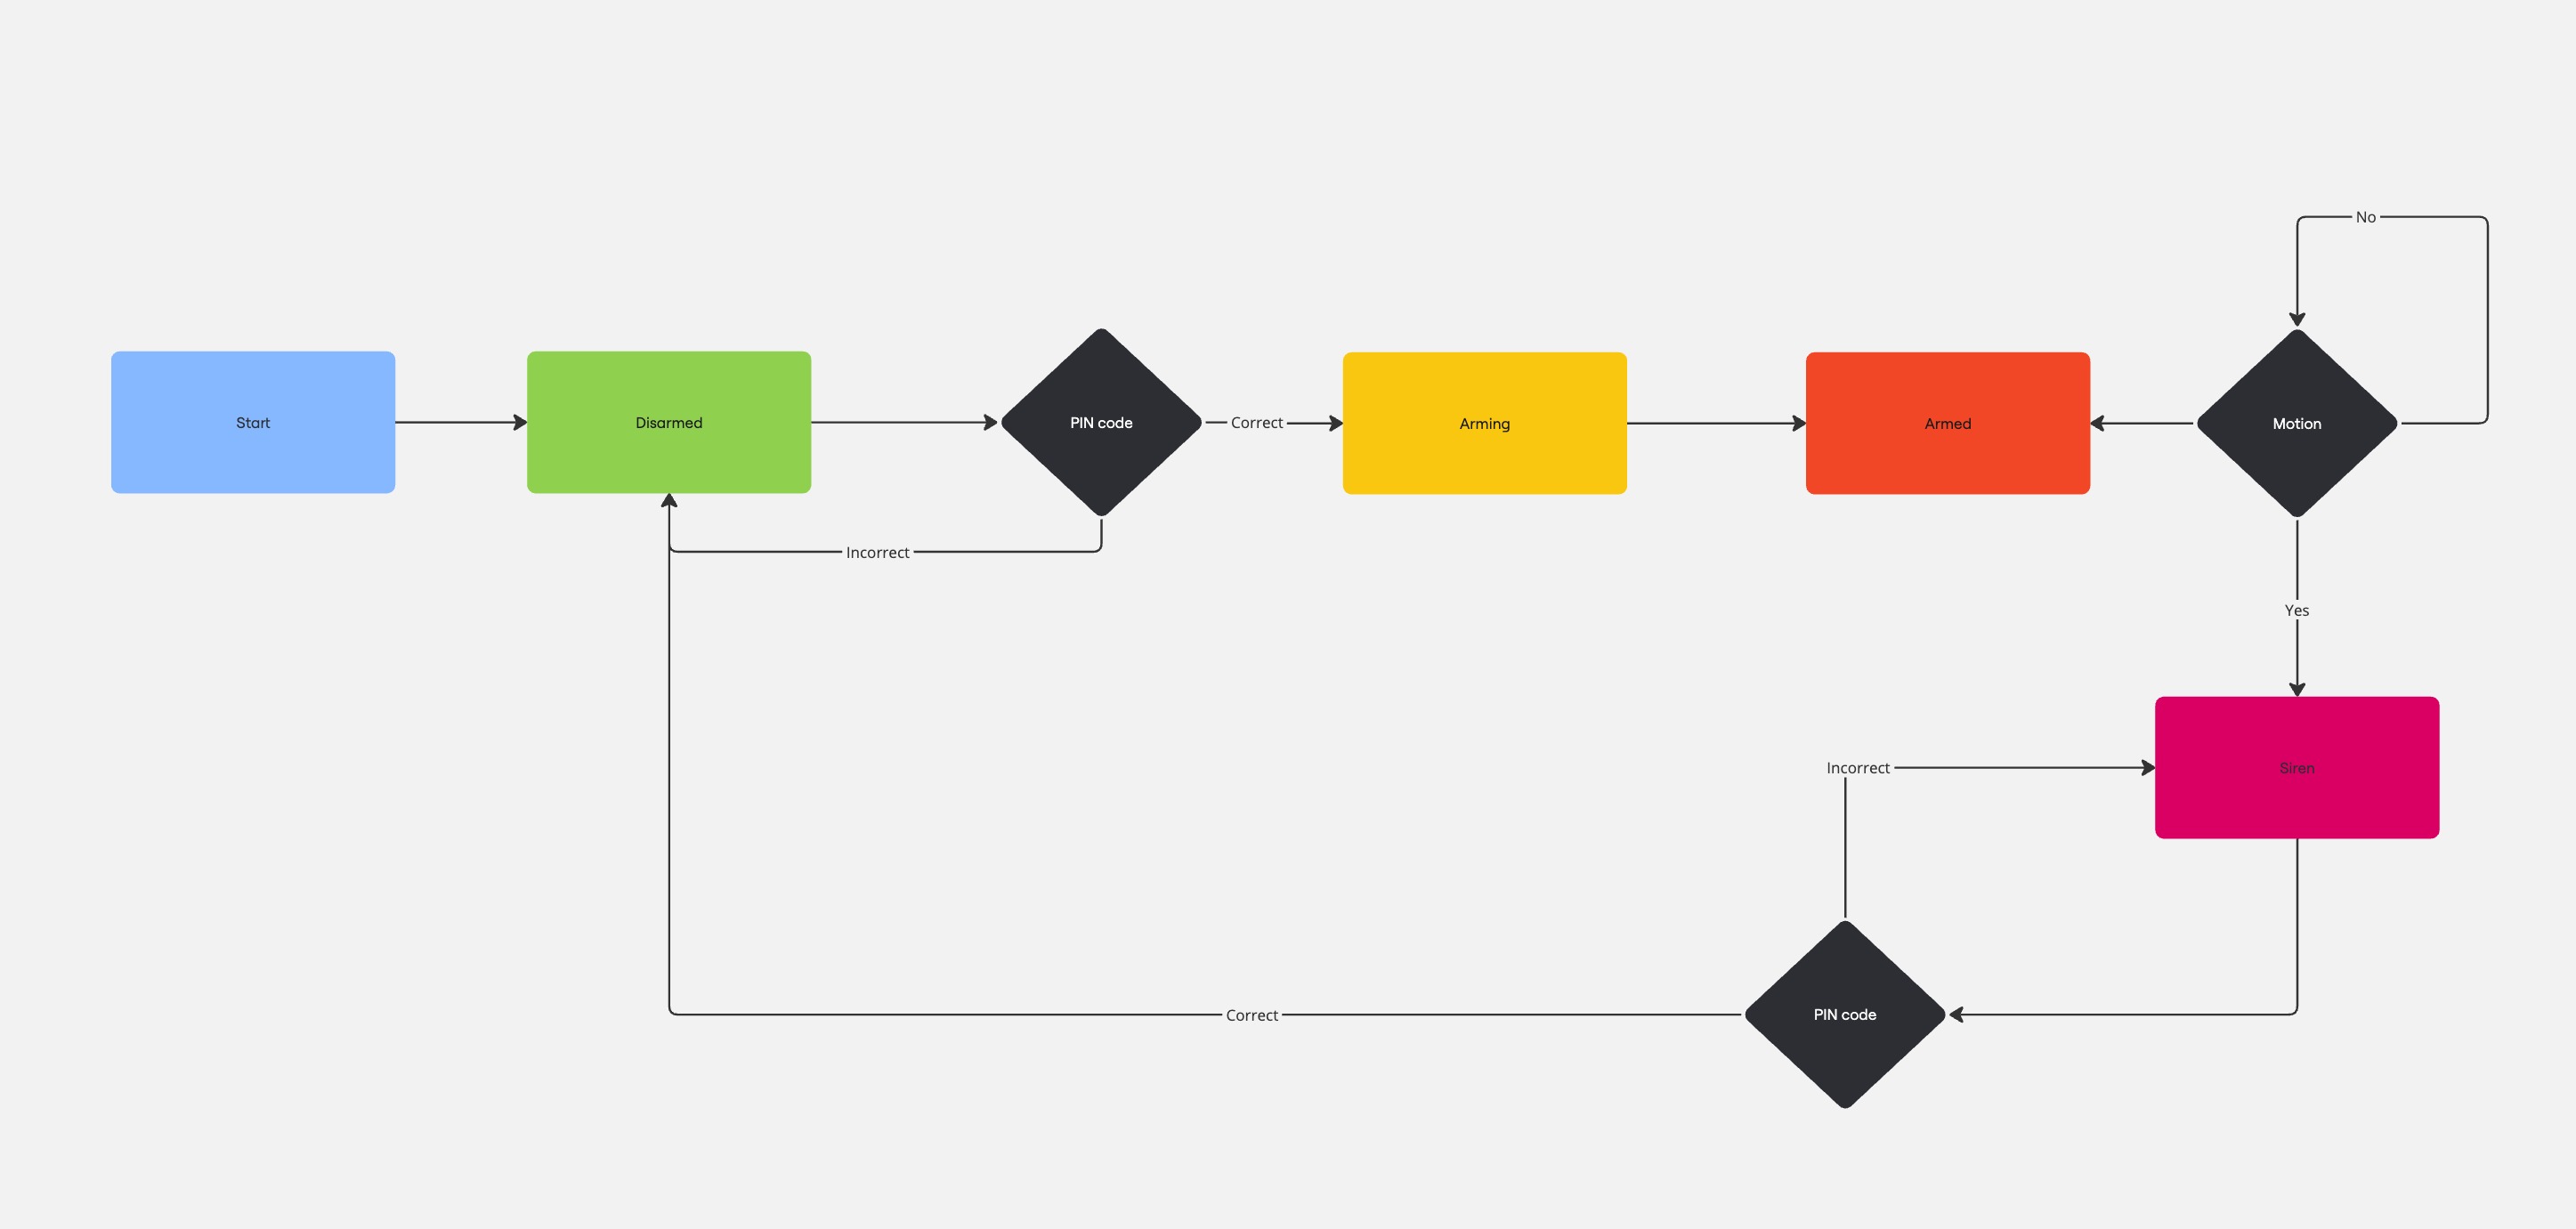 No
Start
Disarmed
PIN code
Correct
Arming
Armed
Motion
Incorrect
Yes
Incorrect
Siren
Correct
PIN code